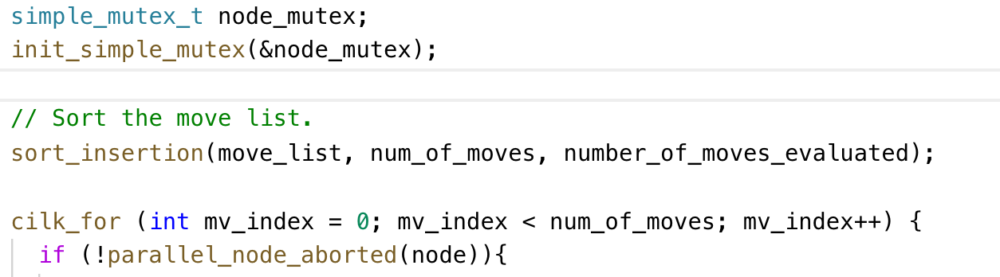 simple_mutex_t node_mutex;
init_simple_mutex(&node_mutex);
// Sort the move list.
sort_insertion(move_list, num_of_moves, number_of_moves_evaluated);
cilk_for (int mv_index = 0; mv_index < num_of_moves; mv_index++) {
if (!parallel_node_aborted(node)){